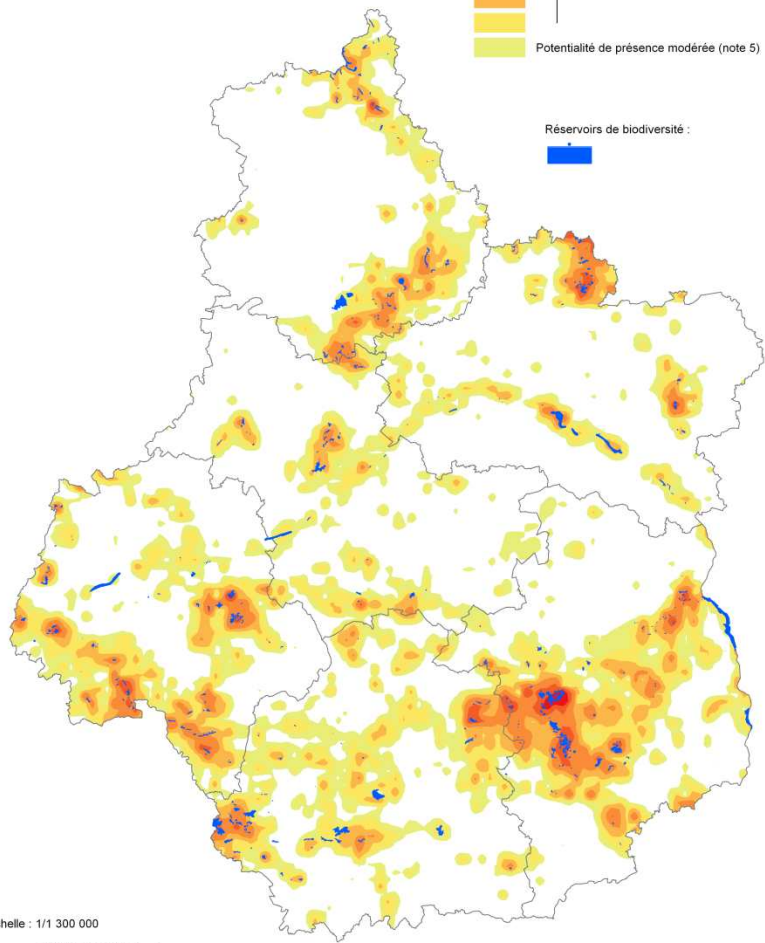 Potentialité de présence modérée (note 5)
Réservoirs de biodiversité :
helle : 1/1 300 000